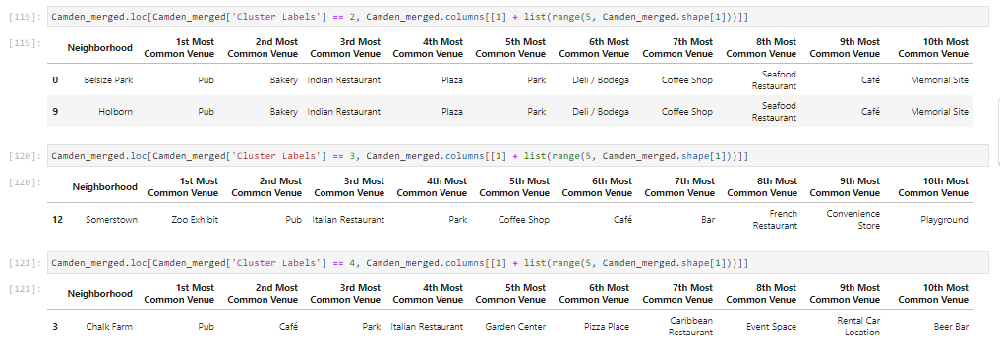 [119]: Camden_merged.loc[Camden_merged['Cluster Labels'] == 2, Camden_merged.columns[[1] + list(range(5, Camden_merged.shape[1]))]]
[119]: Neighborhood 1st Most Common Venue 2nd Most Common Venue 3rd Most Common Venue 4th Most Common Venue 5th Most Common Venue 6th Most Common Venue 7th Most Common Venue 8th Most Common Venue 9th Most Common Venue 10th Most Common Venue
0 Belsize Park Pub Bakery Indian Restaurant Plaza Park Deli / Bodega Coffee Shop Seafood Restaurant Café Memorial Site
9 Holborn Pub Bakery Indian Restaurant Plaza Park Deli / Bodega Coffee Shop Seafood Restaurant Café Memorial Site
[120]: Camden_merged.loc[Camden_merged['Cluster Labels'] == 3, Camden_merged.columns[[1] + list(range(5, Camden_merged.shape[1]))]]
[120]: Neighborhood 1st Most Common Venue 2nd Most Common Venue 3rd Most Common Venue 4th Most Common Venue 5th Most Common Venue 6th Most Common Venue 7th Most Common Venue 8th Most Common Venue 9th Most Common Venue 10th Most Common Venue
12 Somerstown Zoo Exhibit Pub Italian Restaurant Park Coffee Shop Café Bar French Restaurant Convenience Store Playground
[121]: Camden_merged.loc[Camden_merged['Cluster Labels'] == 4, Camden_merged.columns[[1] + list(range(5, Camden_merged.shape[1]))]]
[121]: Neighborhood 1st Most Common Venue 2nd Most Common Venue 3rd Most Common Venue 4th Most Common Venue 5th Most Common Venue 6th Most Common Venue 7th Most Common Venue 8th Most Common Venue 9th Most Common Venue 10th Most Common Venue
3 Chalk Farm Pub Café Park Italian Restaurant Garden Center Pizza Place Caribbean Restaurant Event Space Rental Car Location Beer Bar